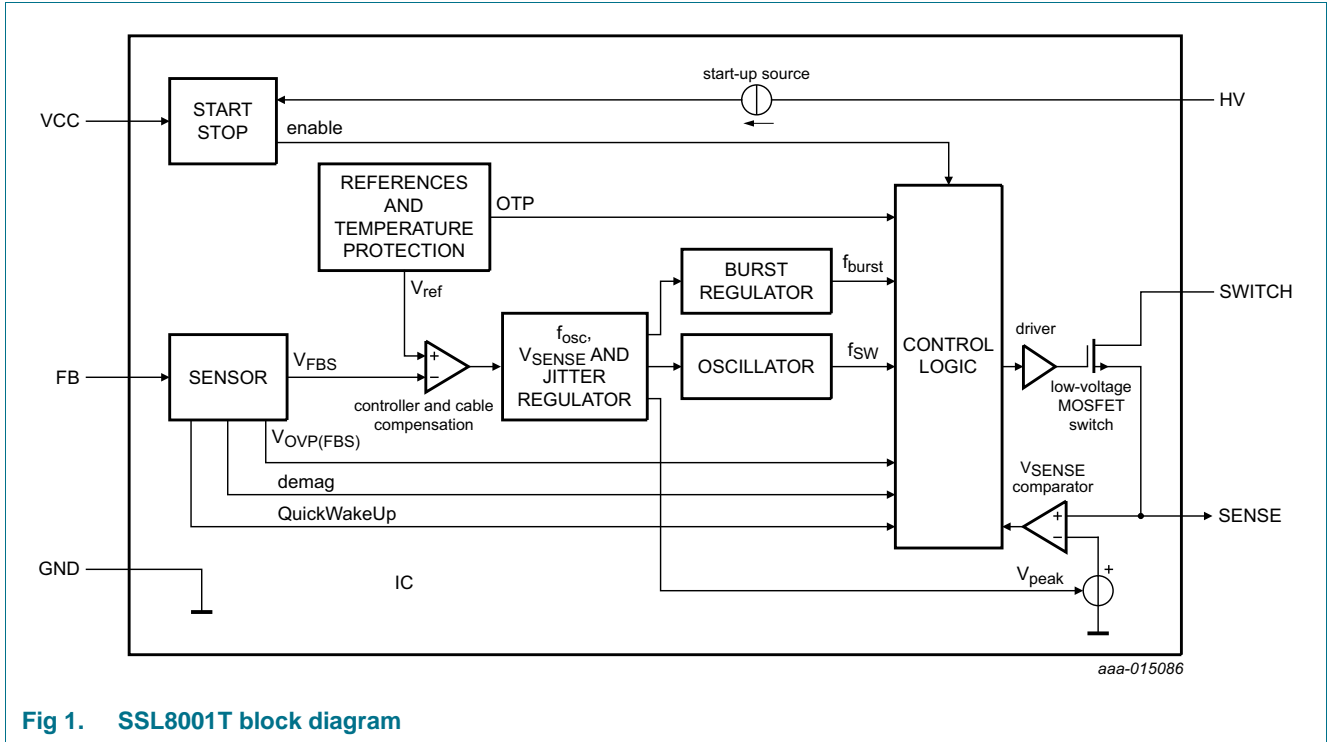 start-up source
HV
START
STOP
VCC
enable
REFERENCES
AND
TEMPERATURE
PROTECTION
OTP
Vref
BURST
REGULATOR
fburst
SWITCH
fosc,
VSENSE AND
JITTER
REGULATOR
OSCILLATOR
fSW
CONTROL
LOGIC
driver
low-voltage
MOSFET
switch
FB
SENSOR
VFBS
+
−
controller and cable
compensation
VOVP(FBS)
demag
QuickWakeUp
VSENSE
comparator
+
−
SENSE
GND
IC
Vpeak
+
aaa-015086
Fig 1. SSL8001T block diagram